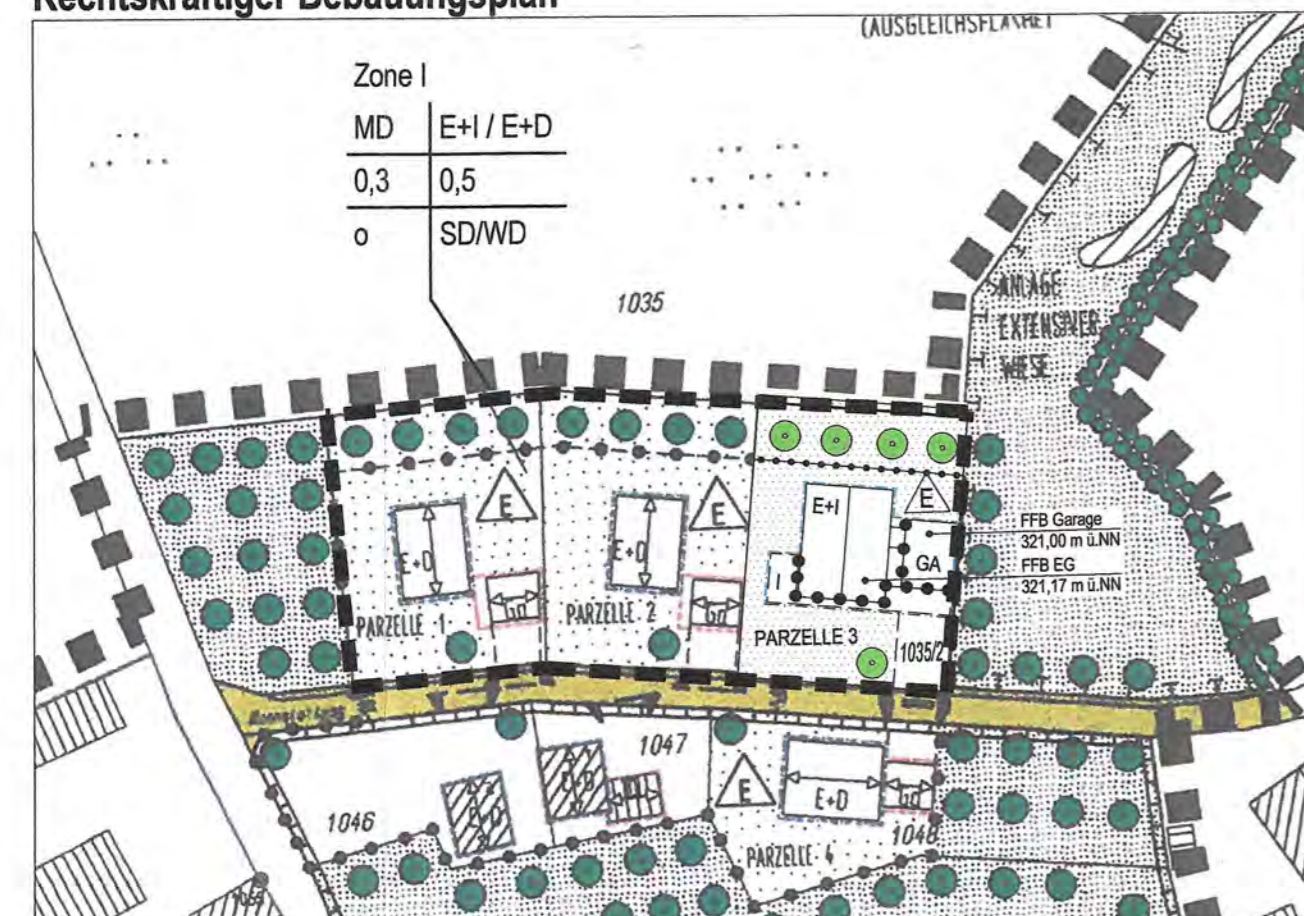 Rechtskräftiger Bebauungsplan
(AUSGLEICHSFLÄCHE)
Zone I
MD E+I / E+D
0,3 0,5
o SD/WD
1035
ANLAGE
EXTENSIVER
WIESE
E
E
E
E+I
FFB Garage
321,00 m ü.NN
FFB EG
321,17 m ü.NN
E+D
E+D
GA
I
Ga
Ga
PARZELLE 1
PARZELLE 2
PARZELLE 3
1035/2
1047
E
E+D
Ga
1046
1048
PARZELLE 4